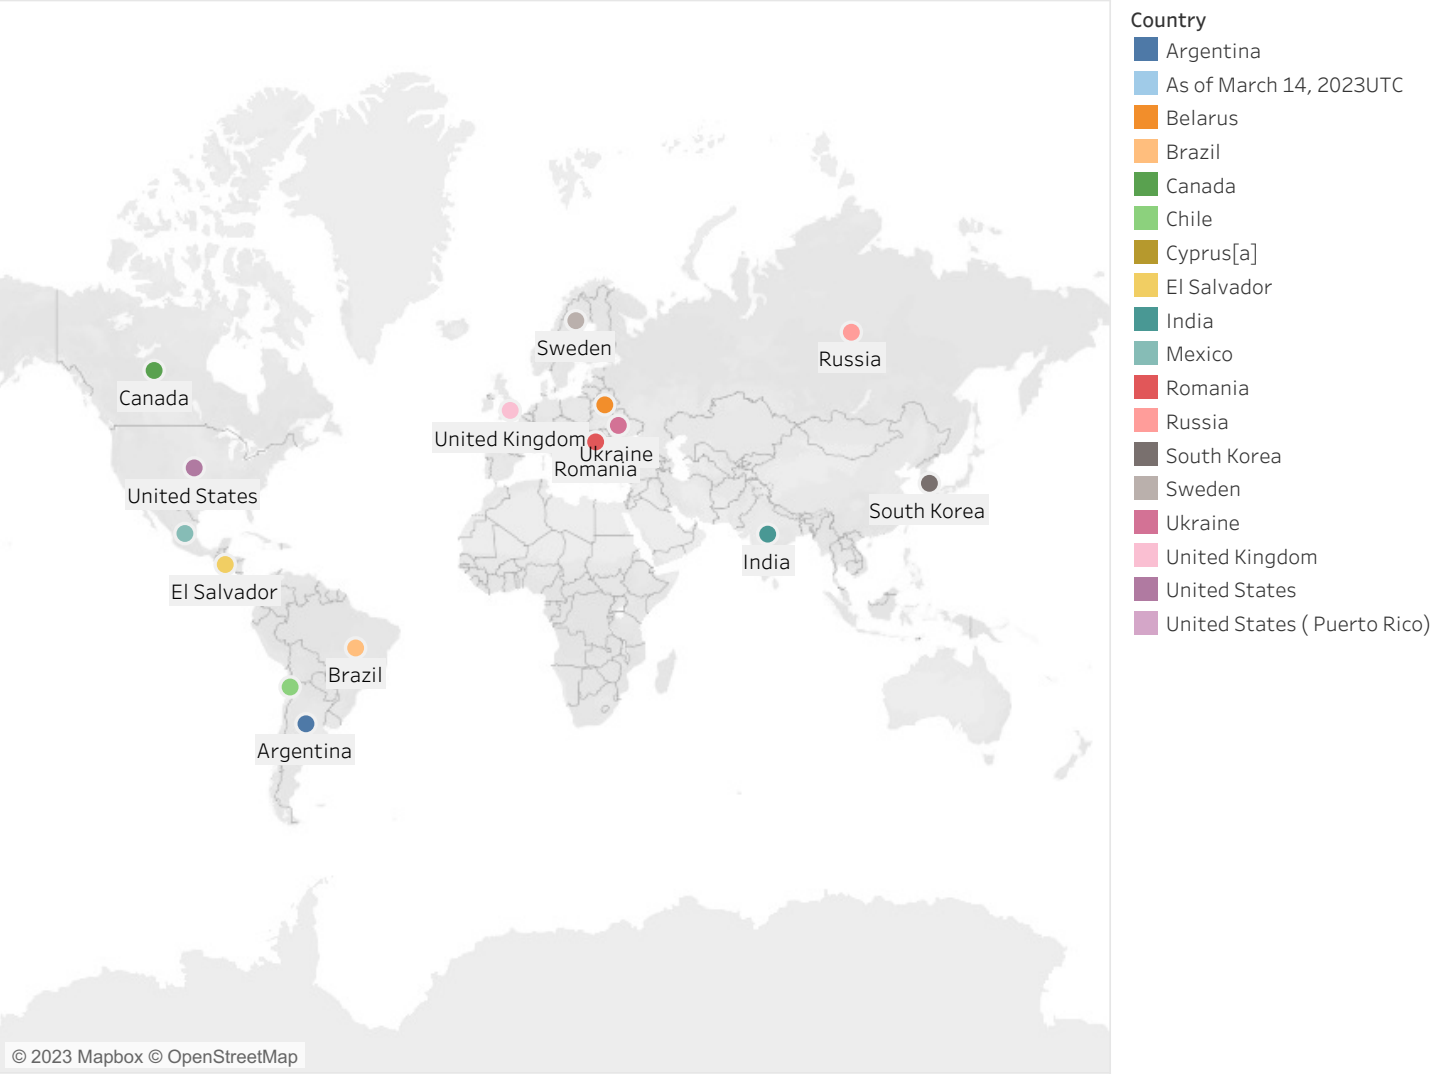 Sweden
Russia
Canada
United Kingdom
Ukraine
Romania
United States
South Korea
India
El Salvador
Brazil
Argentina
© 2023 Mapbox © OpenStreetMap
Country
Argentina
As of March 14, 2023UTC
Belarus
Brazil
Canada
Chile
Cyprus[a]
El Salvador
India
Mexico
Romania
Russia
South Korea
Sweden
Ukraine
United Kingdom
United States
United States ( Puerto Rico)